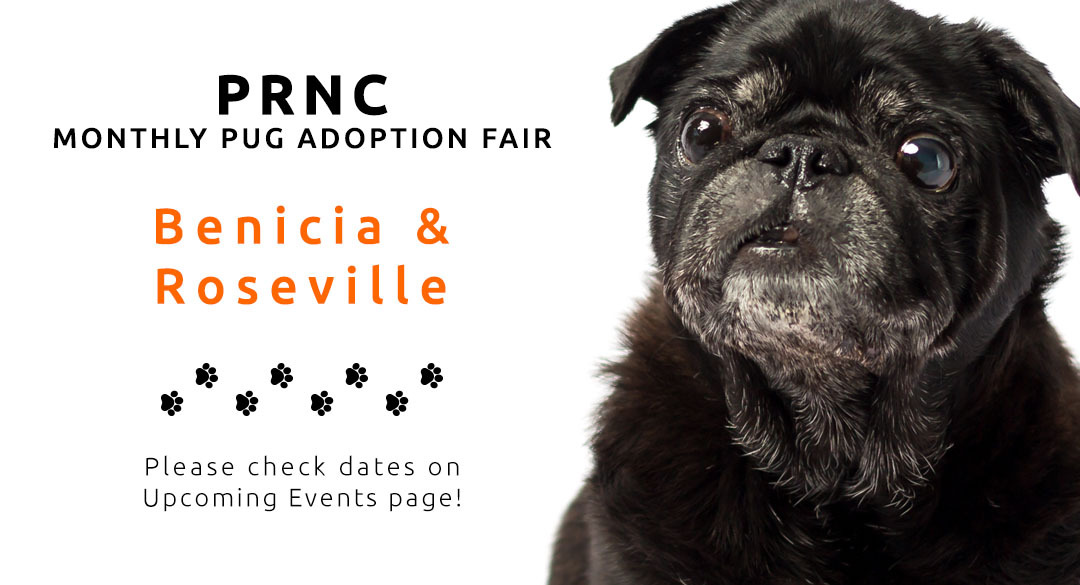 PRNC
MONTHLY PUG ADOPTION FAIR
Benicia &
Roseville
Please check dates on
Upcoming Events page!